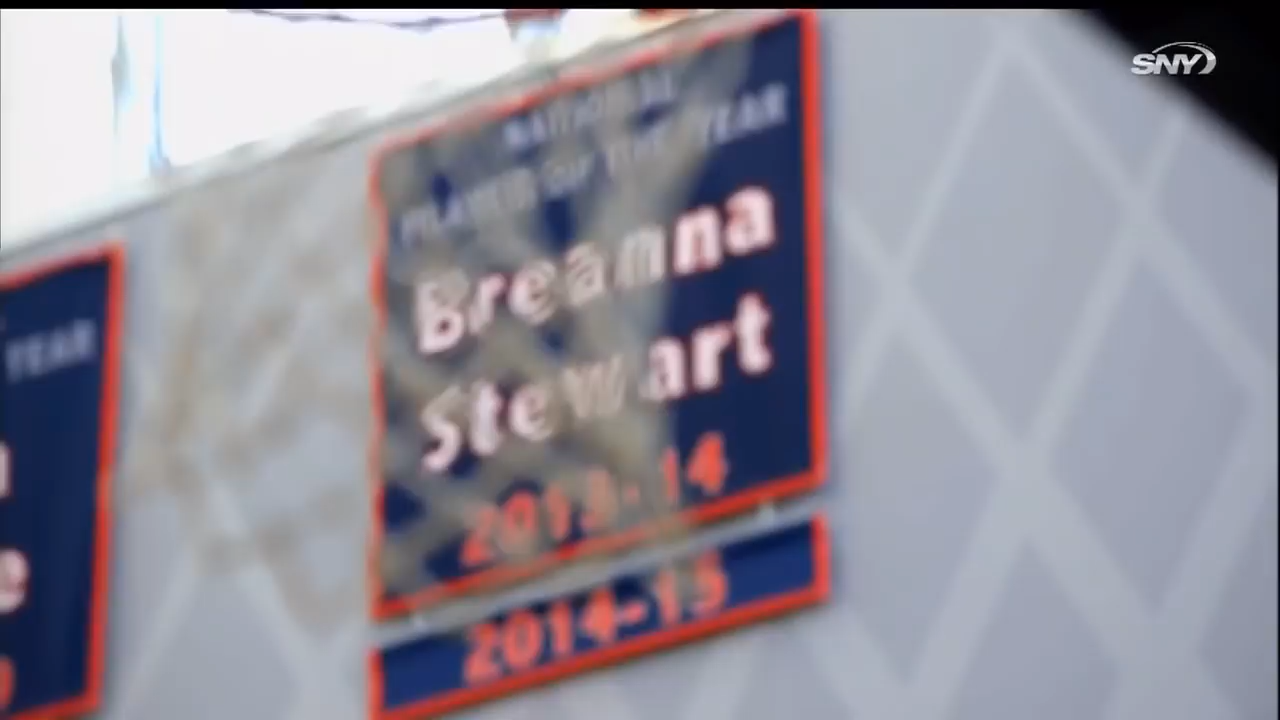 SNY
NATIONAL
PLAYER OF THE YEAR
Breanna
Stewart
2013-14
2014-15
YEAR